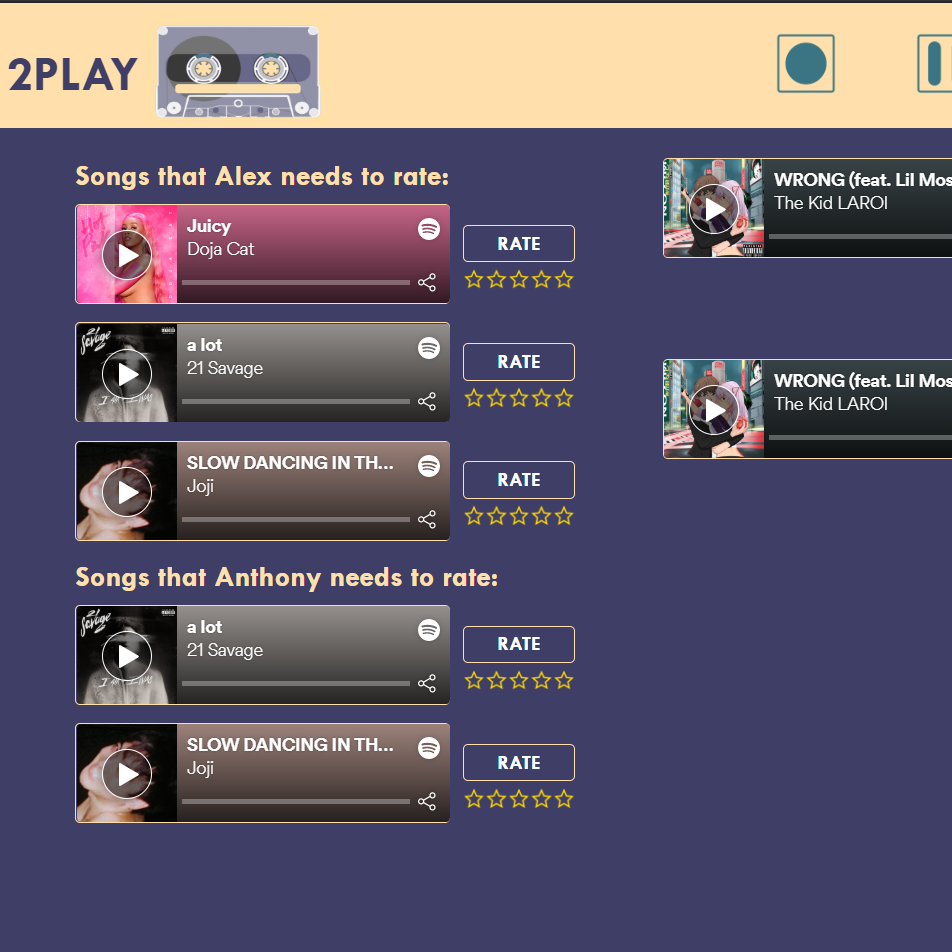 2PLAY
Songs that Alex needs to rate:
Juicy
Doja Cat
RATE
a lot
21 Savage
RATE
SLOW DANCING IN TH...
Joji
RATE
Songs that Anthony needs to rate:
a lot
21 Savage
RATE
SLOW DANCING IN TH...
Joji
RATE
WRONG (feat. Lil Mos
The Kid LAROI
WRONG (feat. Lil Mos
The Kid LAROI